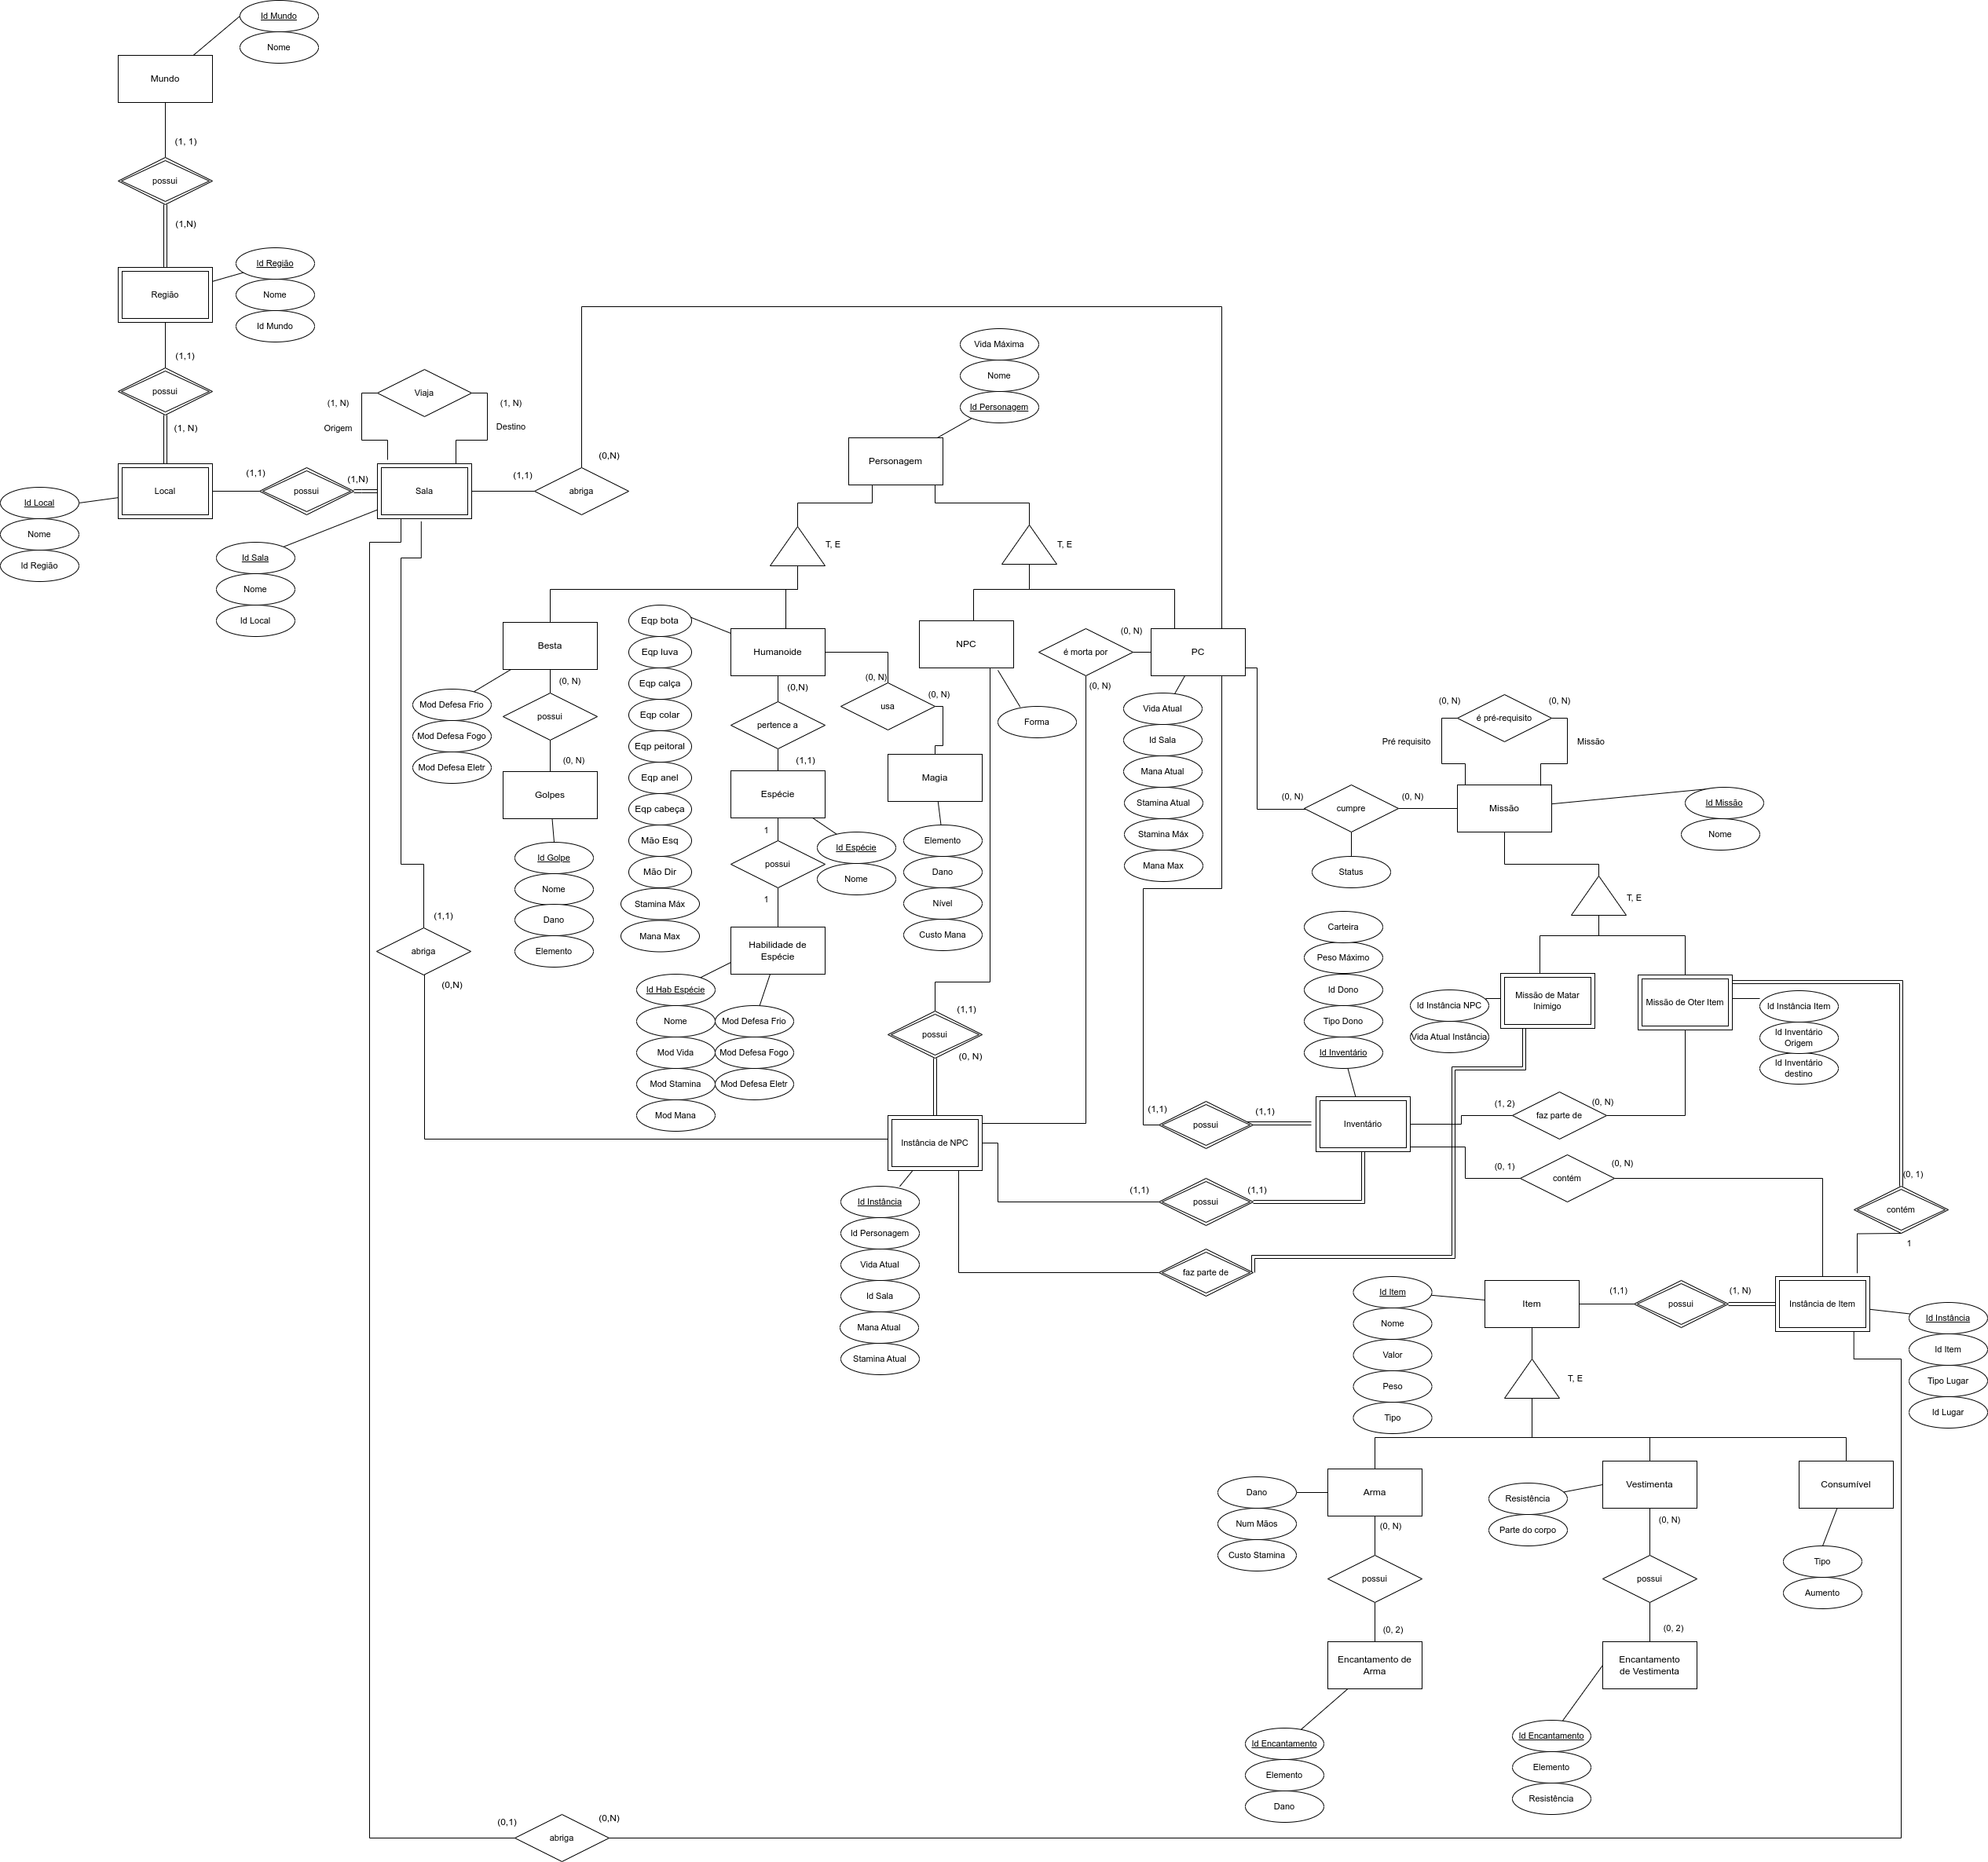 Id Mundo
Nome
Mundo
(1, 1)
possui
(1,N)
Id Região
Nome
Id Mundo
Região
(1,1)
possui
(1, N)
Local
Id Local
Nome
Id Região
(1,1)
possui
(1,N)
Viaja
(1, N)
(1, N)
Origem
Destino
Sala
Id Sala
Nome
Id Local
(1,1)
abriga
(0,N)
Vida Máxima
Nome
Id Personagem
Personagem
T, E
T, E
Besta
Mod Defesa Frio
Mod Defesa Fogo
Mod Defesa Eletr
(0, N)
possui
(0, N)
Golpes
Id Golpe
Nome
Dano
Elemento
Eqp bota
Eqp luva
Eqp calça
Eqp colar
Eqp peitoral
Eqp anel
Eqp cabeça
Mão Esq
Mão Dir
Stamina Máx
Mana Max
Humanoide
(0,N)
pertence a
(1,1)
Espécie
Id Espécie
Nome
1
possui
1
Habilidade de
Espécie
Id Hab Espécie
Nome
Mod Vida
Mod Stamina
Mod Mana
Mod Defesa Frio
Mod Defesa Fogo
Mod Defesa Eletr
(0, N)
usa
(0, N)
Magia
Elemento
Dano
Nível
Custo Mana
NPC
Forma
é morta por
(0, N)
(0, N)
PC
Vida Atual
Id Sala
Mana Atual
Stamina Atual
Stamina Máx
Mana Max
(0, N)
cumpre
(0, N)
Status
(0, N)
é pré-requisito
(0, N)
Pré requisito
Missão
Missão
Id Missão
Nome
T, E
Missão de Matar
Inimigo
Id Instância NPC
Vida Atual Instância
Missão de Oter Item
Id Instância Item
Id Inventário
Origem
Id Inventário
destino
(1,1)
abriga
(0,N)
(1,1)
possui
(0, N)
Instância de NPC
Id Instância
Id Personagem
Vida Atual
Id Sala
Mana Atual
Stamina Atual
Carteira
Peso Máximo
Id Dono
Tipo Dono
Id Inventário
(1,1)
possui
(1,1)
Inventário
(1, 2)
faz parte de
(0, N)
(0, 1)
contém
(0, N)
(1,1)
possui
(1,1)
faz parte de
(0, 1)
contém
1
Id Item
Nome
Valor
Peso
Tipo
Item
(1,1)
possui
(1, N)
Instância de Item
Id Instância
Id Item
Tipo Lugar
Id Lugar
T, E
Dano
Num Mãos
Custo Stamina
Arma
(0, N)
possui
(0, 2)
Encantamento de
Arma
Id Encantamento
Elemento
Dano
Resistência
Parte do corpo
Vestimenta
(0, N)
possui
(0, 2)
Encantamento
de Vestimenta
Id Encantamento
Elemento
Resistência
Consumível
Tipo
Aumento
(0,1)
abriga
(0,N)